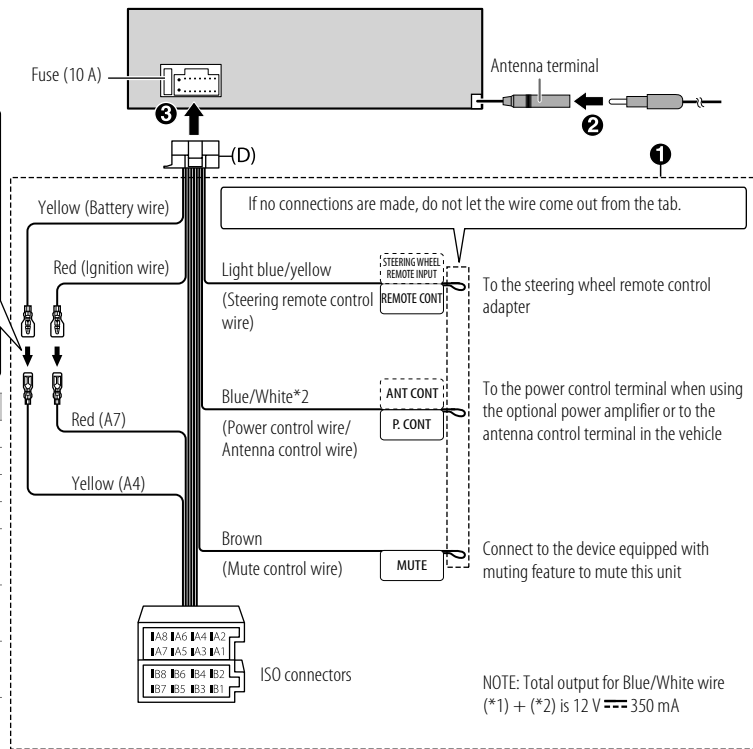 Fuse (10 A)
Antenna terminal
❸
❷
(D)
❶
Yellow (Battery wire)
If no connections are made, do not let the wire come out from the tab.
Red (Ignition wire)
Light blue/yellow
(Steering remote control
wire)
STEERING WHEEL
REMOTE INPUT
REMOTE CONT
To the steering wheel remote control
adapter
Blue/White*2
(Power control wire/
Antenna control wire)
ANT CONT
P. CONT
To the power control terminal when using
the optional power amplifier or to the
antenna control terminal in the vehicle
Red (A7)
Yellow (A4)
Brown
(Mute control wire)
MUTE
Connect to the device equipped with
muting feature to mute this unit
A8 A6 A4 A2
A7 A5 A3 A1
B8 B6 B4 B2
B7 B5 B3 B1
ISO connectors
NOTE: Total output for Blue/White wire
(*1) + (*2) is 12 V ⎓ 350 mA